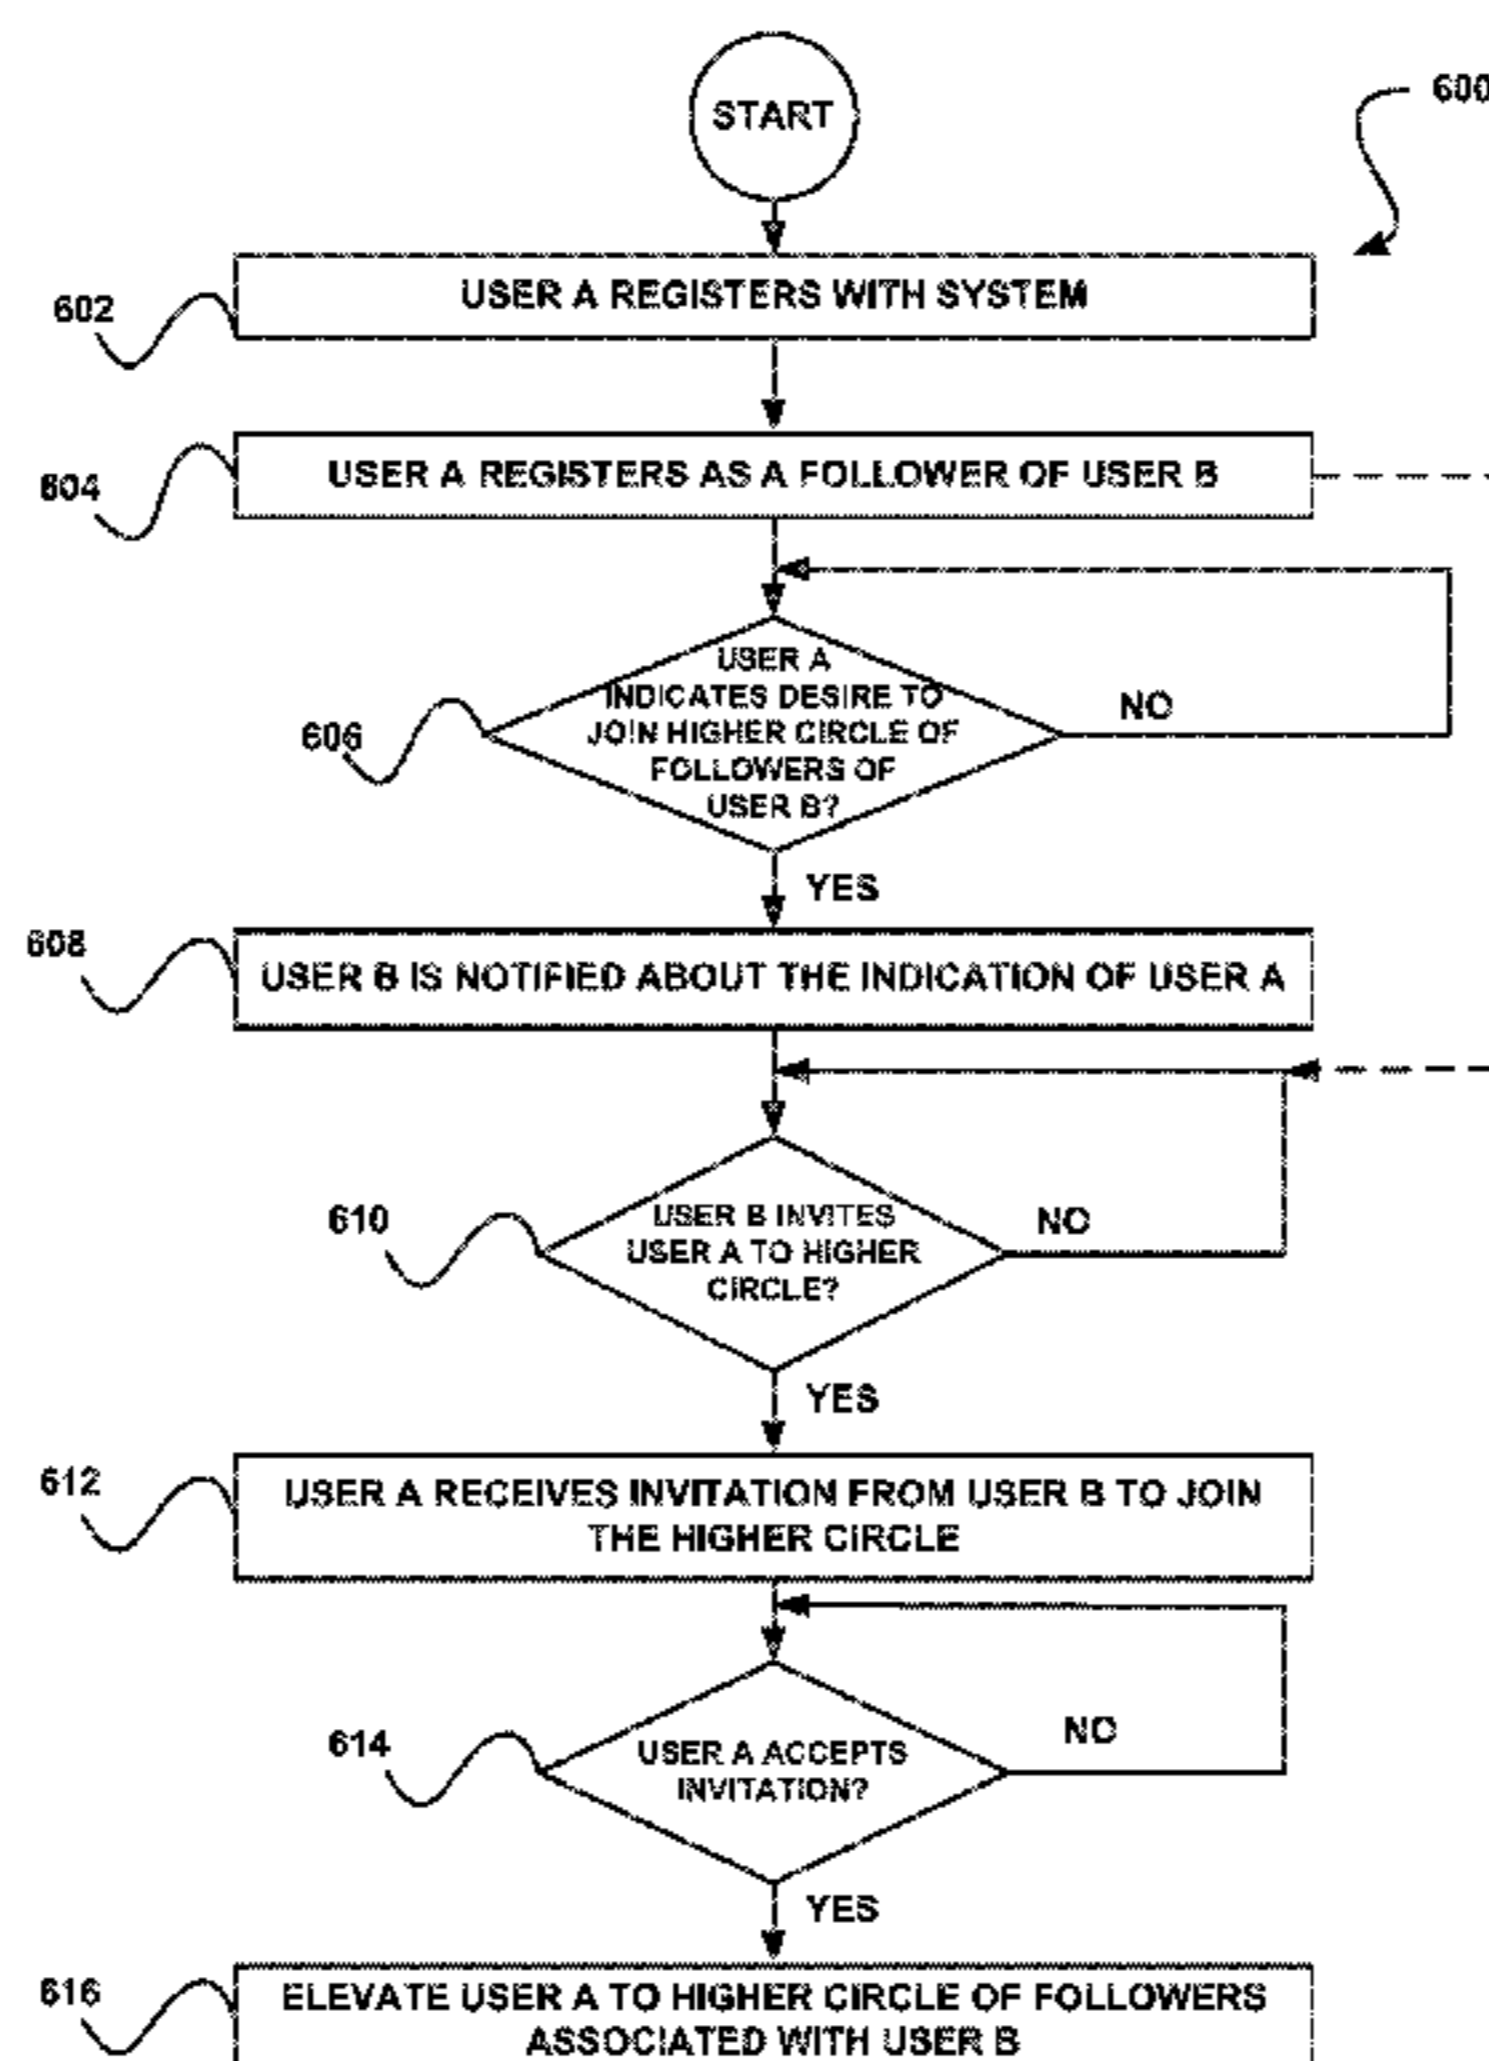 START
600
602
USER A REGISTERS WITH SYSTEM
604
USER A REGISTERS AS A FOLLOWER OF USER B
USER A
INDICATES DESIRE TO
JOIN HIGHER CIRCLE OF
FOLLOWERS OF
USER B?
NO
606
YES
608
USER B IS NOTIFIED ABOUT THE INDICATION OF USER A
610
USER B INVITES
USER A TO HIGHER
CIRCLE?
NO
YES
612
USER A RECEIVES INVITATION FROM USER B TO JOIN
THE HIGHER CIRCLE
614
USER A ACCEPTS
INVITATION?
NO
YES
616
ELEVATE USER A TO HIGHER CIRCLE OF FOLLOWERS
ASSOCIATED WITH USER B